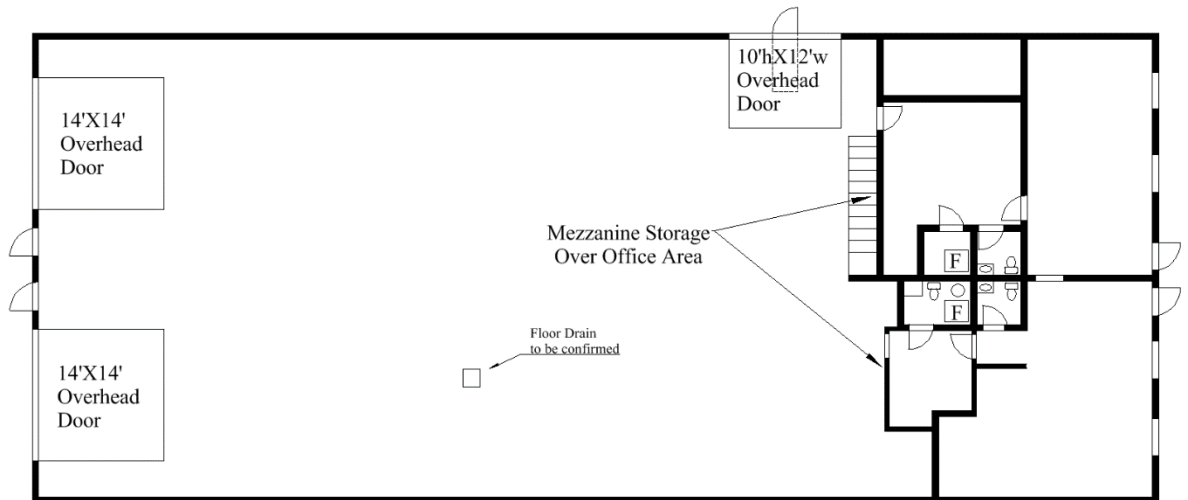 10'hX12'w
Overhead
Door
14'X14'
Overhead
Door
Mezzanine Storage
Over Office Area
F
F
Floor Drain
to be confirmed
14'X14'
Overhead
Door